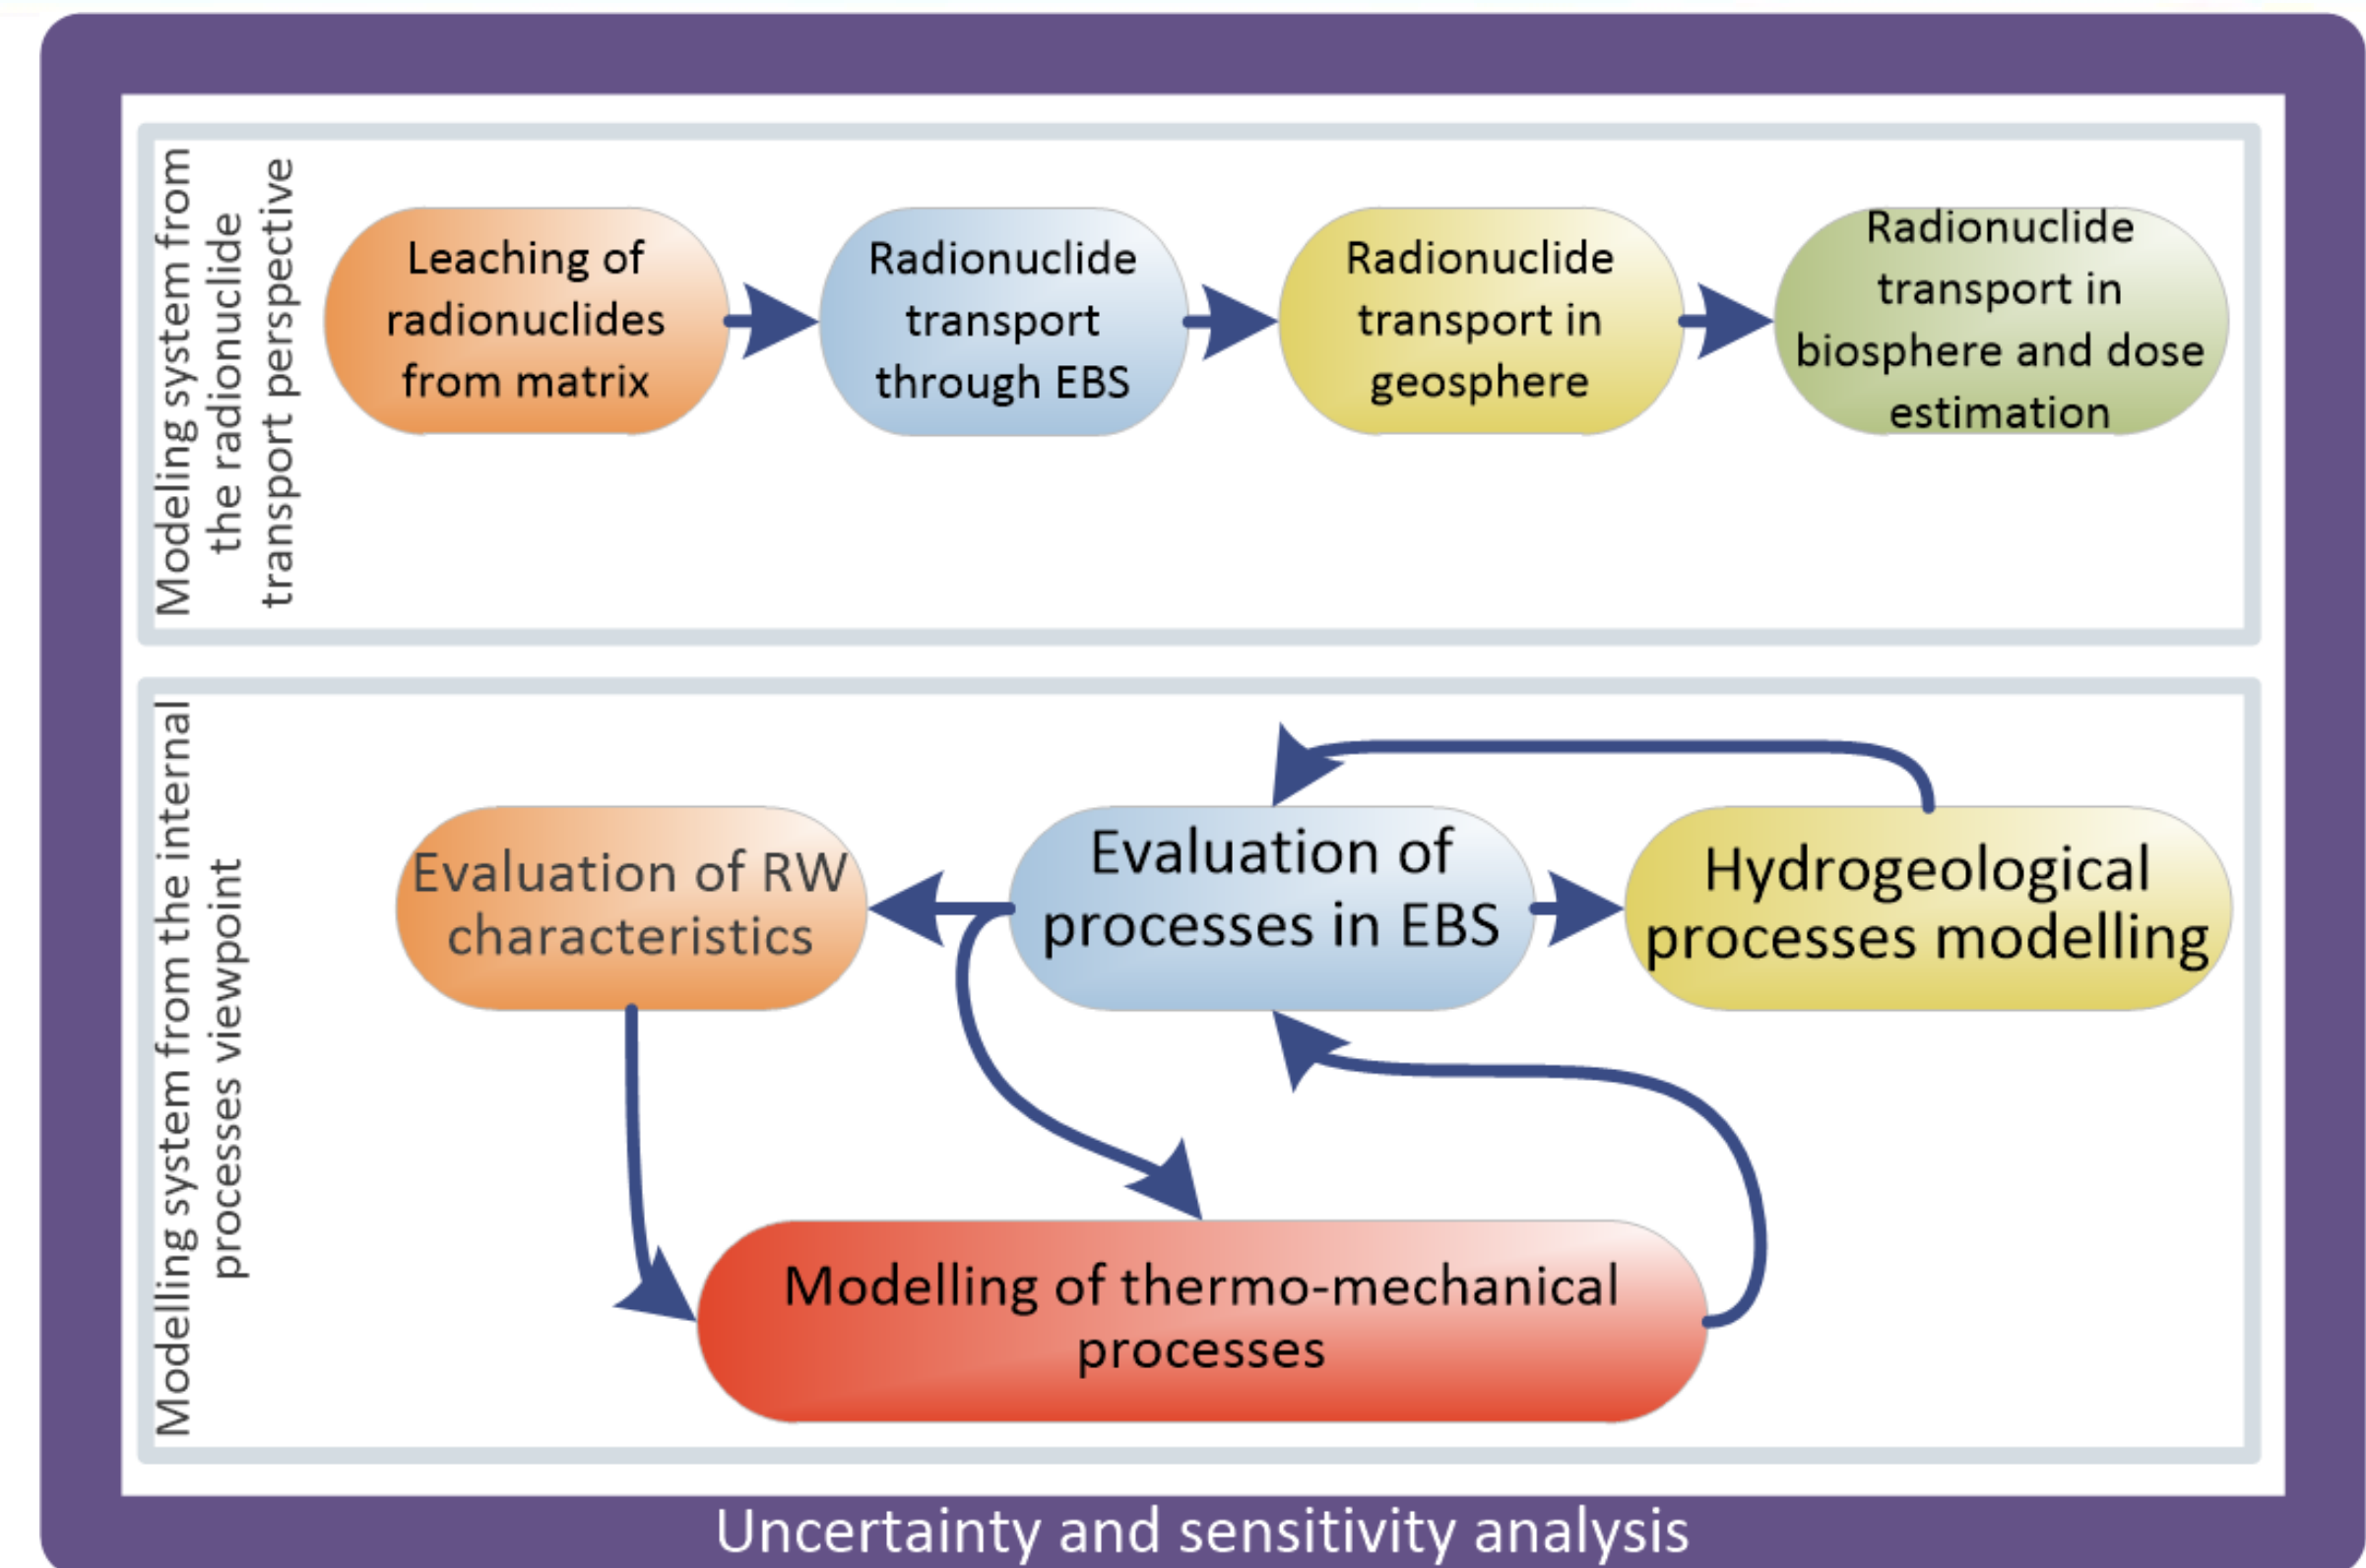 Modeling system from
the radionuclide
transport perspective
Leaching of
radionuclides
from matrix
Radionuclide
transport
through EBS
Radionuclide
transport in
geosphere
Radionuclide
transport in
biosphere and dose
estimation
Modelling system from the internal
processes viewpoint
Evaluation of RW
characteristics
Evaluation of
processes in EBS
Hydrogeological
processes modelling
Modelling of thermo-mechanical
processes
Uncertainty and sensitivity analysis